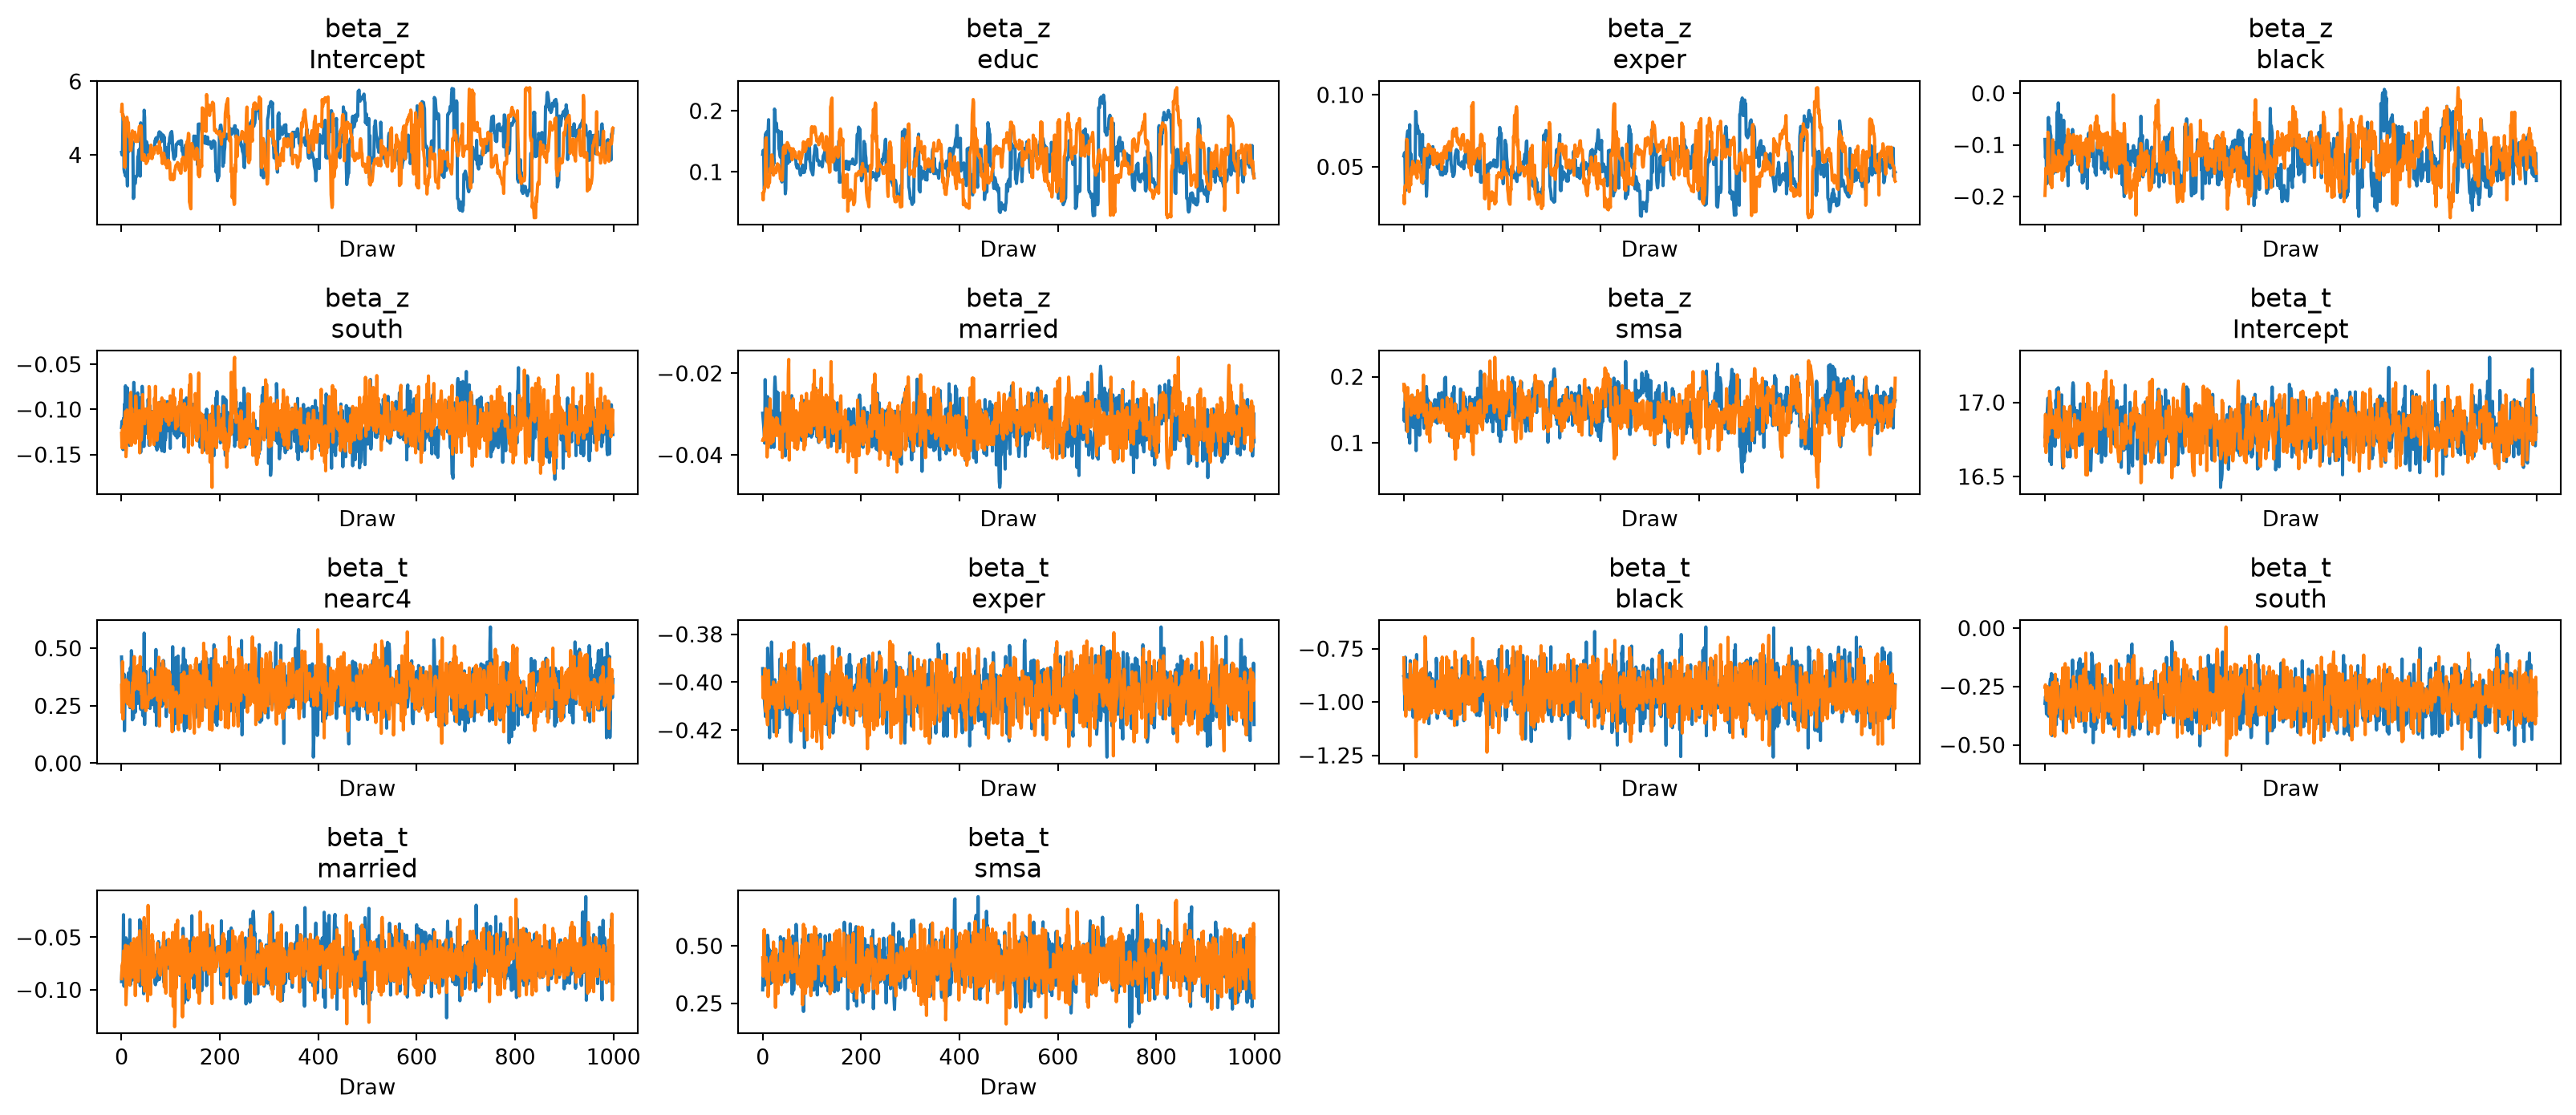 beta_z
Intercept
beta_z
educ
beta_z
exper
beta_z
black
6
4
0.2
0.1
0.10
0.05
0.0
−0.1
−0.2
Draw
Draw
Draw
Draw
beta_z
south
beta_z
married
beta_z
smsa
beta_t
Intercept
−0.05
−0.10
−0.15
−0.02
−0.04
0.2
0.1
17.0
16.5
Draw
Draw
Draw
Draw
beta_t
nearc4
beta_t
exper
beta_t
black
beta_t
south
0.50
0.25
0.00
−0.38
−0.40
−0.42
−0.75
−1.00
−1.25
0.00
−0.25
−0.50
Draw
Draw
Draw
Draw
beta_t
married
beta_t
smsa
−0.05
−0.10
0.50
0.25
0 200 400 600 800 1000
0 200 400 600 800 1000
Draw
Draw